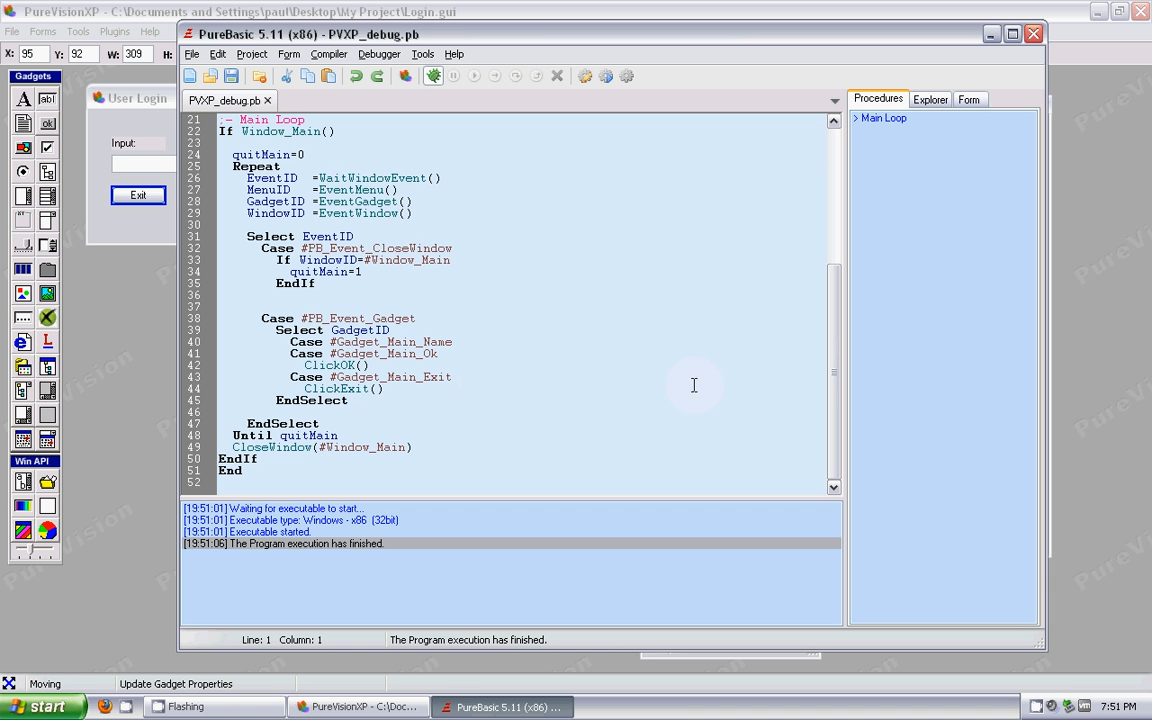 PureVisionXP - C:\Documents and Settings\paul\Desktop\My Project\Login.gui
File Forms Tools Plugins Help
X: 95 Y: 92 W: 309 H:
Gadgets
User Login
Input:
Exit
Win API
PureBasic 5.11 (x86) - PVXP_debug.pb
File Edit Project Form Compiler Debugger Tools Help
PVXP_debug.pb
21 ;- Main Loop
22 If Window_Main()
23
24 quitMain=0
25 Repeat
26 EventID =WaitWindowEvent()
27 MenuID =EventMenu()
28 GadgetID =EventGadget()
29 WindowID =EventWindow()
30
31 Select EventID
32 Case #PB_Event_CloseWindow
33 If WindowID=#Window_Main
34 quitMain=1
35 EndIf
36
37
38 Case #PB_Event_Gadget
39 Select GadgetID
40 Case #Gadget_Main_Name
41 Case #Gadget_Main_Ok
42 ClickOK()
43 Case #Gadget_Main_Exit
44 ClickExit()
45 EndSelect
46
47 EndSelect
48 Until quitMain
49 CloseWindow(#Window_Main)
50 EndIf
51 End
52
Procedures Explorer Form
> Main Loop
[19:51:01] Waiting for executable to start...
[19:51:01] Executable type: Windows - x86 (32bit)
[19:51:01] Executable started.
[19:51:06] The Program execution has finished.
Line: 1 Column: 1 The Program execution has finished.
Moving Update Gadget Properties
start Flashing PureVisionXP - C:\Doc... PureBasic 5.11 (x86) - ... 7:51 PM